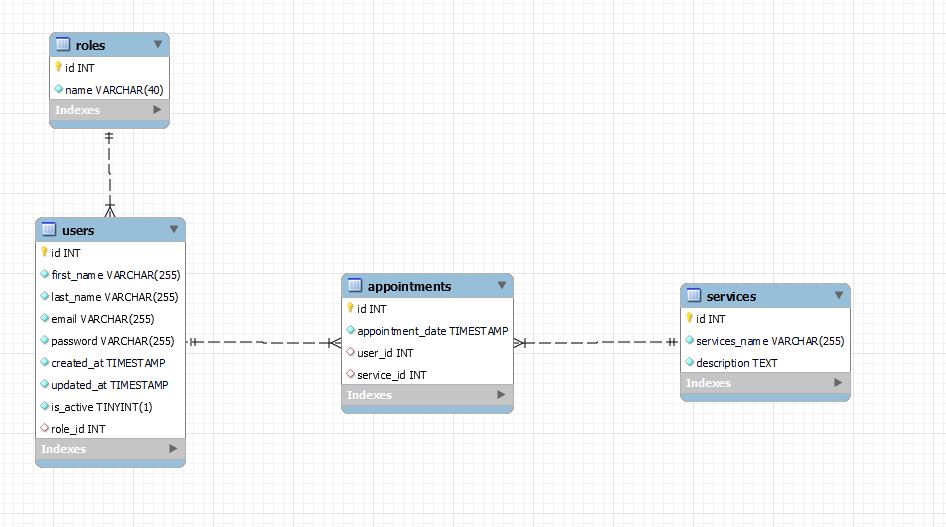 roles
id INT
name VARCHAR(40)
Indexes
users
id INT
first_name VARCHAR(255)
last_name VARCHAR(255)
email VARCHAR(255)
password VARCHAR(255)
created_at TIMESTAMP
updated_at TIMESTAMP
is_active TINYINT(1)
role_id INT
Indexes
appointments
id INT
appointment_date TIMESTAMP
user_id INT
service_id INT
Indexes
services
id INT
services_name VARCHAR(255)
description TEXT
Indexes